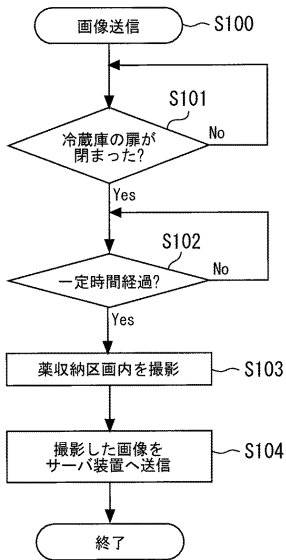 画像送信
S100
S101
冷蔵庫の扉が
閉まった?
No
Yes
S102
一定時間経過?
No
Yes
薬収納区画内を撮影
S103
撮影した画像を
サーバ装置へ送信
S104
終了